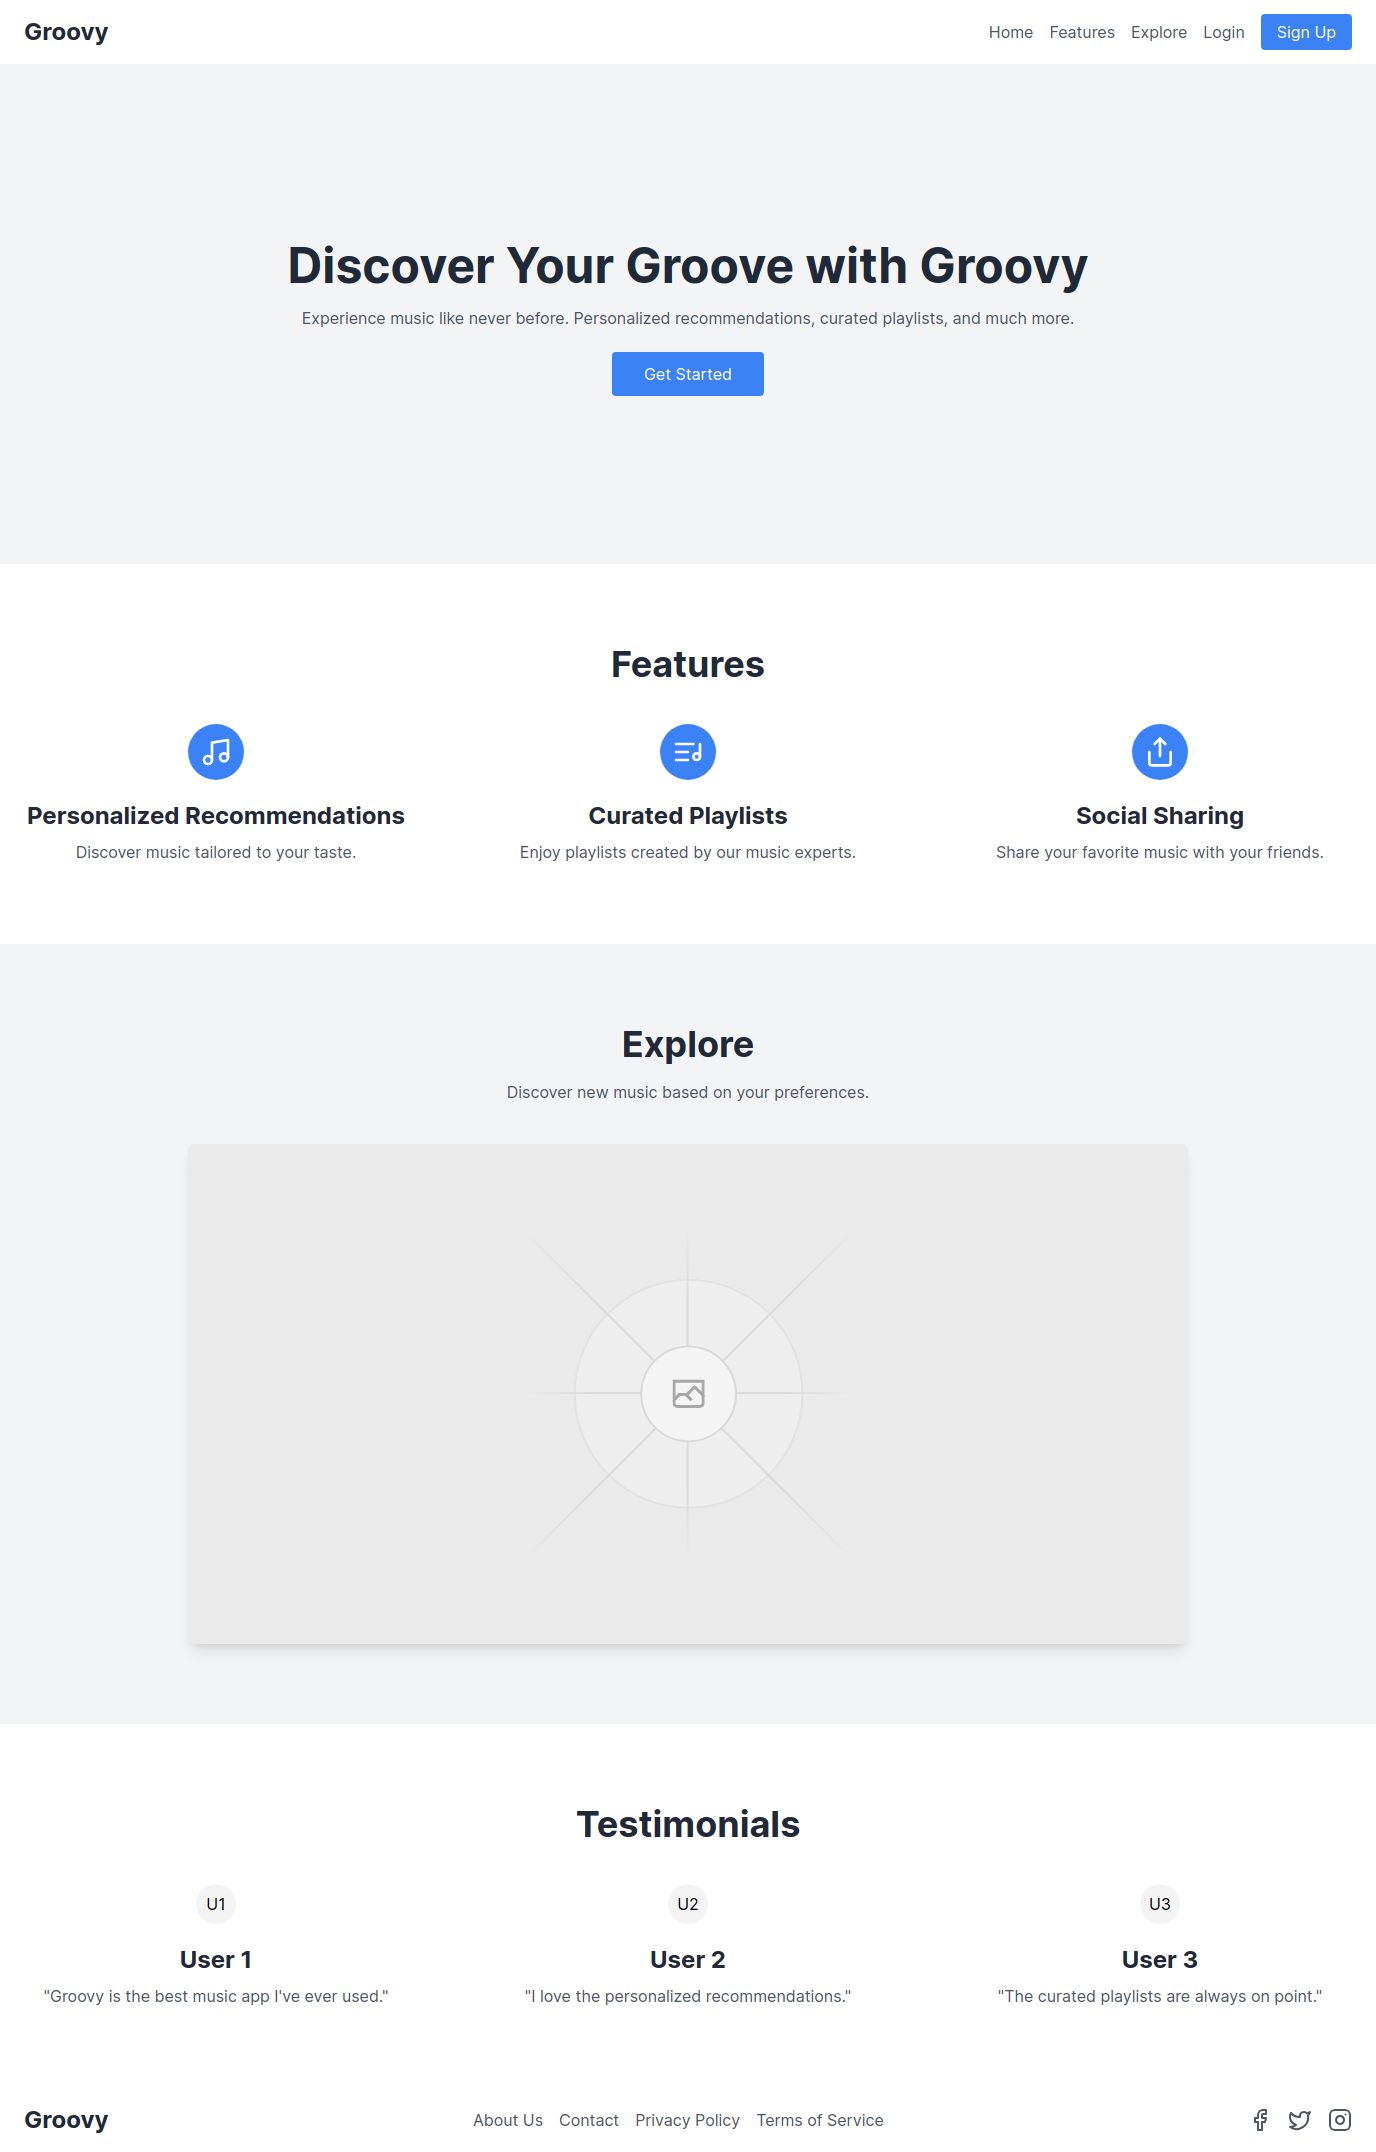 Groovy
Home Features Explore Login Sign Up
Discover Your Groove with Groovy
Experience music like never before. Personalized recommendations, curated playlists, and much more.
Get Started
Features
Personalized Recommendations
Discover music tailored to your taste.
Curated Playlists
Enjoy playlists created by our music experts.
Social Sharing
Share your favorite music with your friends.
Explore
Discover new music based on your preferences.
Testimonials
U1
User 1
"Groovy is the best music app I've ever used."
U2
User 2
"I love the personalized recommendations."
U3
User 3
"The curated playlists are always on point."
Groovy
About Us Contact Privacy Policy Terms of Service